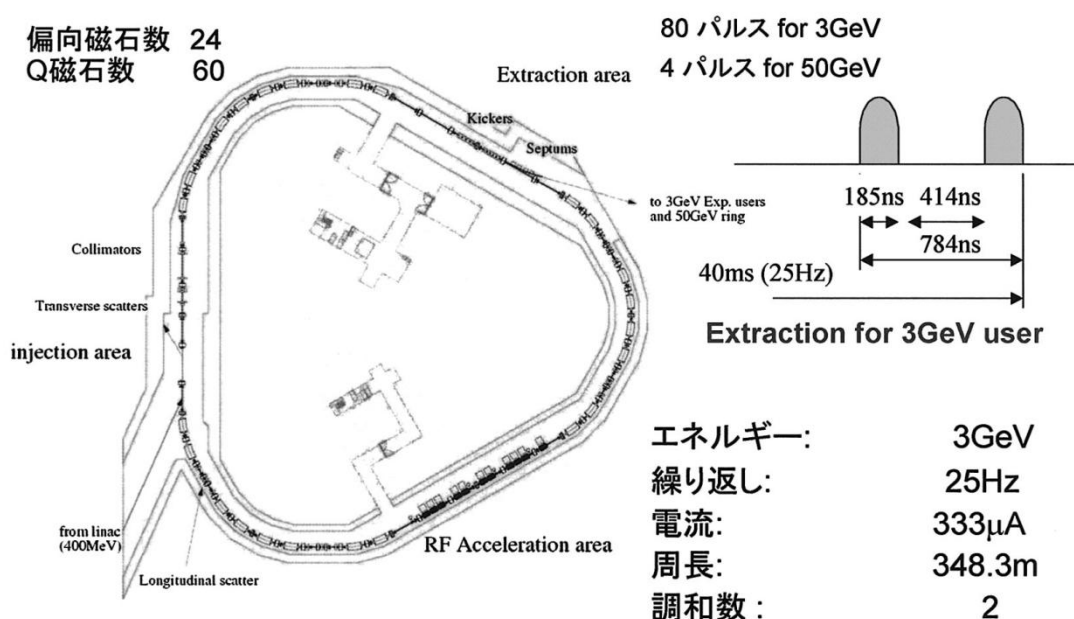 偏向磁石数 24
Q磁石数 60
Extraction area
Kickers
Septums
to 3GeV Exp. users
and 50GeV ring
Collimators
Transverse scatters
injection area
from linac
(400MeV)
Longitudinal scatter
RF Acceleration area
80 パルス for 3GeV
4 パルス for 50GeV
185ns 414ns
784ns
40ms (25Hz)
Extraction for 3GeV user
エネルギー: 3GeV
繰り返し: 25Hz
電流: 333μA
周長: 348.3m
調和数 : 2